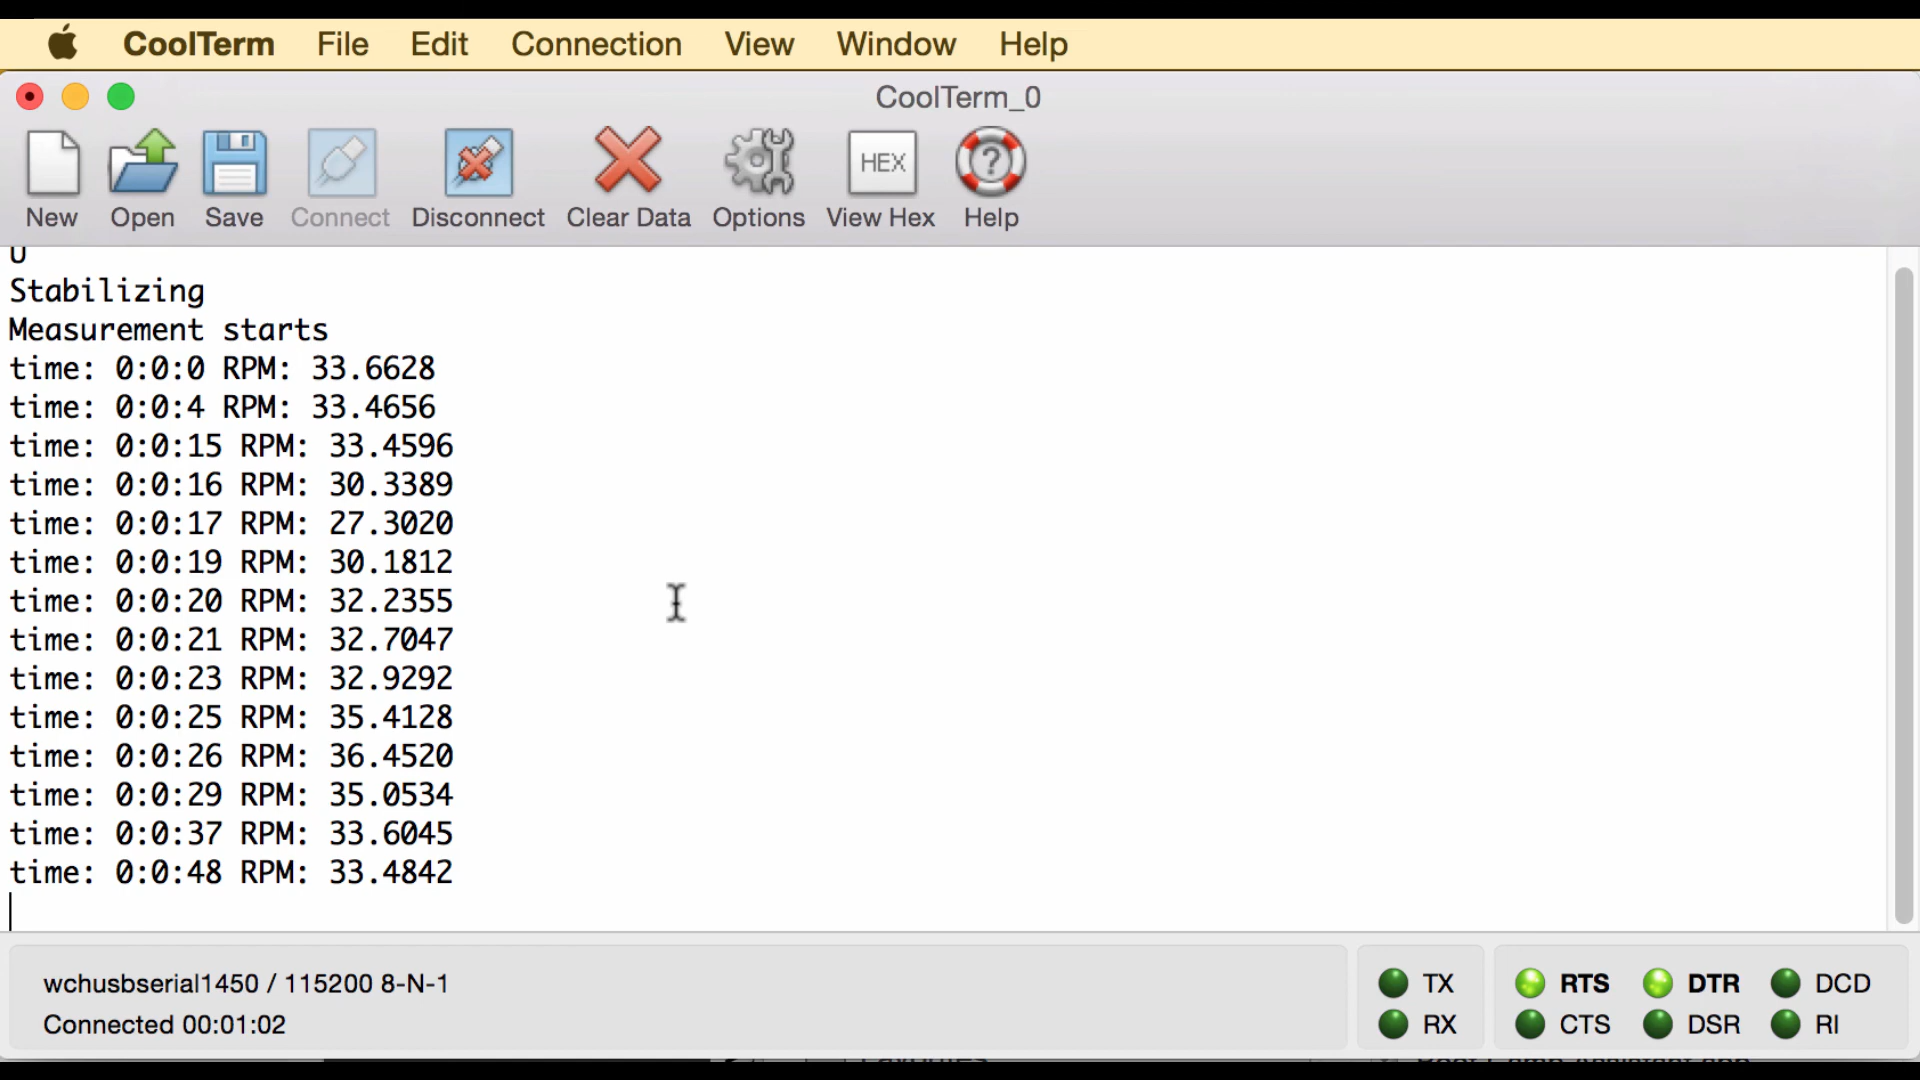 CoolTerm File Edit Connection View Window Help
CoolTerm_0
New Open Save Connect Disconnect Clear Data Options HEX View Hex Help
Stabilizing
Measurement starts
time: 0:0:0 RPM: 33.6628
time: 0:0:4 RPM: 33.4656
time: 0:0:15 RPM: 33.4596
time: 0:0:16 RPM: 30.3389
time: 0:0:17 RPM: 27.3020
time: 0:0:19 RPM: 30.1812
time: 0:0:20 RPM: 32.2355
time: 0:0:21 RPM: 32.7047
time: 0:0:23 RPM: 32.9292
time: 0:0:25 RPM: 35.4128
time: 0:0:26 RPM: 36.4520
time: 0:0:29 RPM: 35.0534
time: 0:0:37 RPM: 33.6045
time: 0:0:48 RPM: 33.4842
wchusbserial1450 / 115200 8-N-1
Connected 00:01:02
TX RTS DTR DCD
RX CTS DSR RI